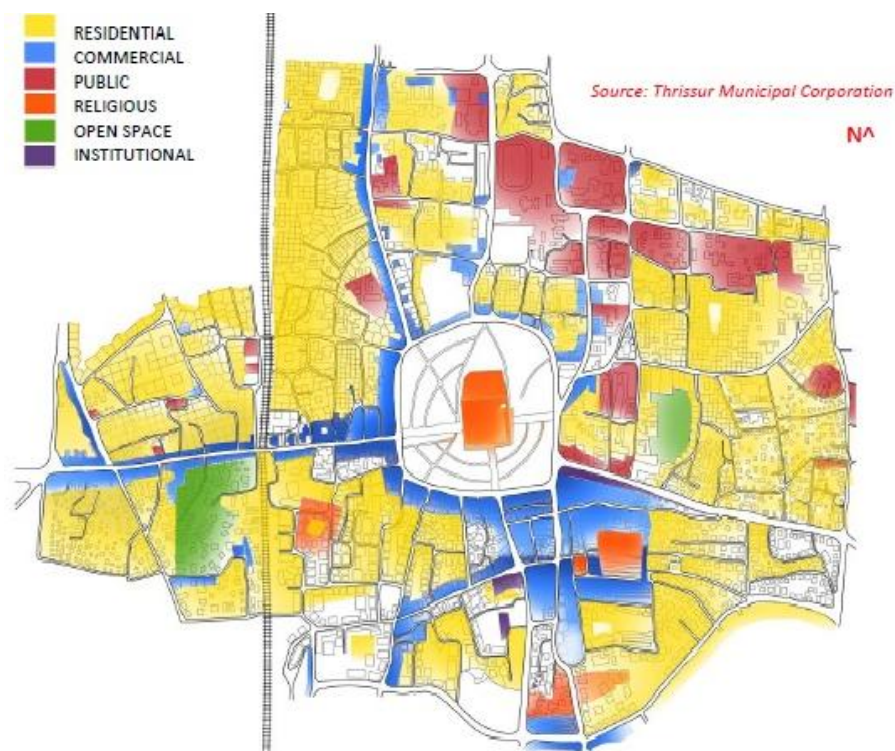 RESIDENTIAL
COMMERCIAL
PUBLIC
RELIGIOUS
OPEN SPACE
INSTITUTIONAL
Source: Thrissur Municipal Corporation
N^